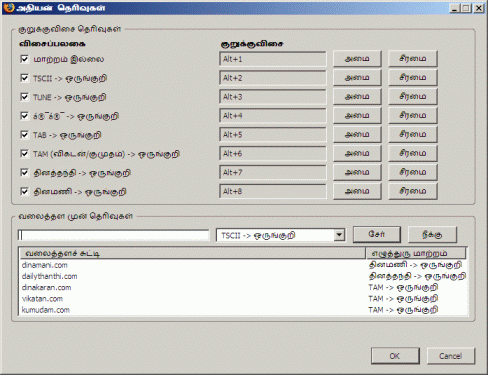 அதியன் தெரிவுகள்
குறுக்குவிசை தெரிவுகள்
விசைப்பலகை குறுக்குவிசை
மாற்றம் இல்லை Alt+1 அமை சீரமை
TSCII -> ஒருங்குறி Alt+2 அமை சீரமை
TUNE -> ஒருங்குறி Alt+3 அமை சீரமை
-> ஒருங்குறி Alt+4 அமை சீரமை
TAB -> ஒருங்குறி Alt+5 அமை சீரமை
TAM (விகடன்/குமுதம்) -> ஒருங்குறி Alt+6 அமை சீரமை
தினத்தந்தி -> ஒருங்குறி Alt+7 அமை சீரமை
தினமணி -> ஒருங்குறி Alt+8 அமை சீரமை
வலைத்தள முன் தெரிவுகள்
TSCII -> ஒருங்குறி சேர் நீக்கு
வலைத்தளச் சுட்டி எழுத்துரு மாற்றம்
dinamani.com தினமணி -> ஒருங்குறி
dailythanthi.com தினத்தந்தி -> ஒருங்குறி
dinakaran.com TAM -> ஒருங்குறி
vikatan.com TAM -> ஒருங்குறி
kumudam.com TAM -> ஒருங்குறி
OK Cancel